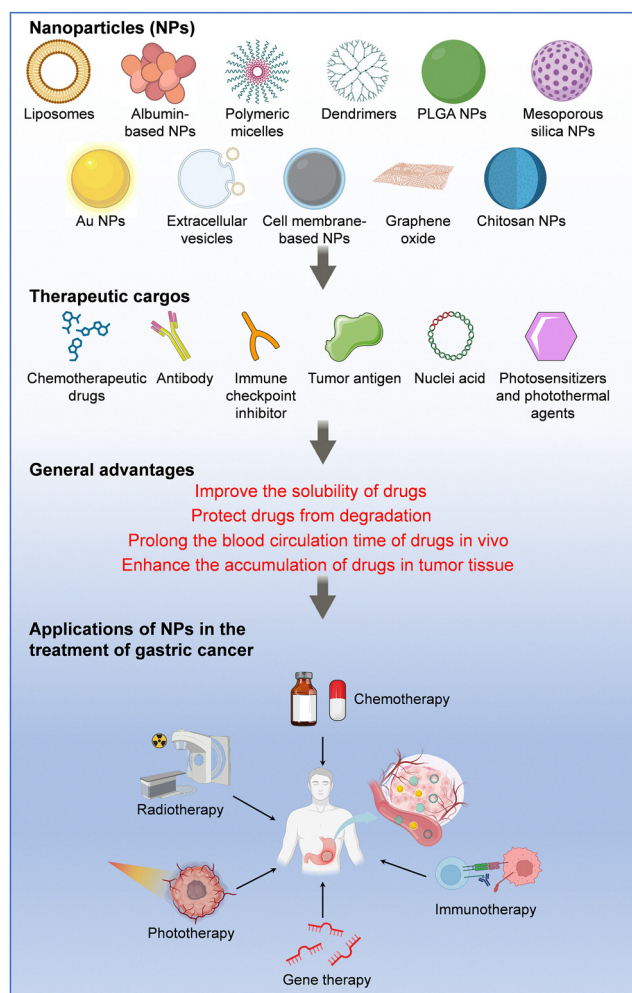 Nanoparticles (NPs)
Liposomes
Albumin-
based NPs
Polymeric
micelles
Dendrimers
PLGA NPs
Mesoporous
silica NPs
Au NPs
Extracellular
vesicles
Cell membrane-
based NPs
Graphene
oxide
Chitosan NPs
Therapeutic cargos
Chemotherapeutic
drugs
Antibody
Immune
checkpoint
inhibitor
Tumor antigen
Nuclei acid
Photosensitizers
and photothermal
agents
General advantages
Improve the solubility of drugs
Protect drugs from degradation
Prolong the blood circulation time of drugs in vivo
Enhance the accumulation of drugs in tumor tissue
Applications of NPs in the
treatment of gastric cancer
Chemotherapy
Radiotherapy
Phototherapy
Immunotherapy
Gene therapy